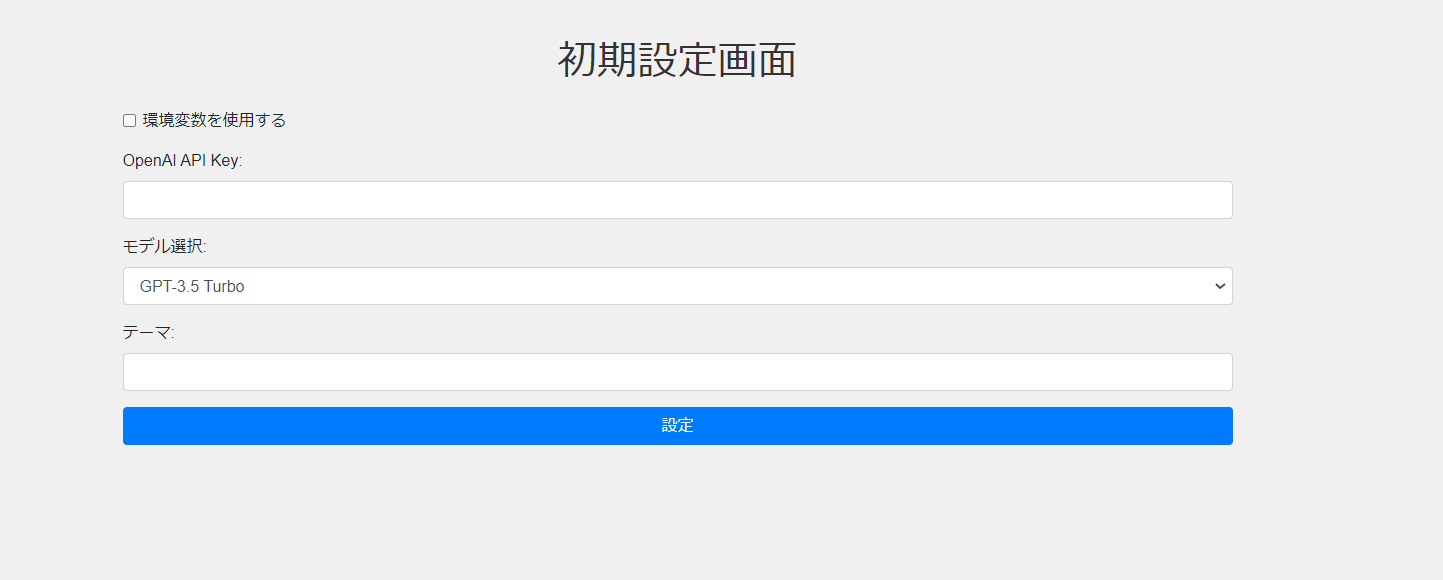 初期設定画面
環境変数を使用する
OpenAI API Key:
モデル選択:
GPT-3.5 Turbo
テーマ:
設定